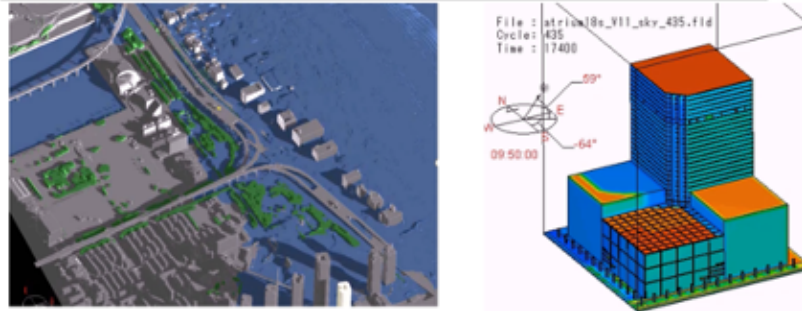 File : atrium18s_V11_sky_435.fld
Cycle: 435
Time : 17400
59°
N
E
W
S
-64°
09:50:00